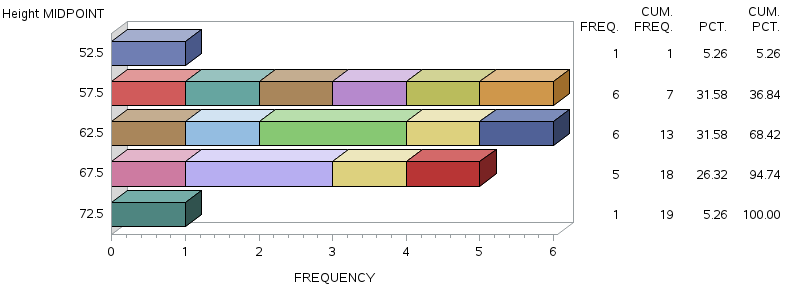 Height MIDPOINT
CUM. CUM.
FREQ. FREQ. PCT. PCT.
52.5 1 1 5.26 5.26
57.5 6 7 31.58 36.84
62.5 6 13 31.58 68.42
67.5 5 18 26.32 94.74
72.5 1 19 5.26 100.00
0 1 2 3 4 5 6
FREQUENCY